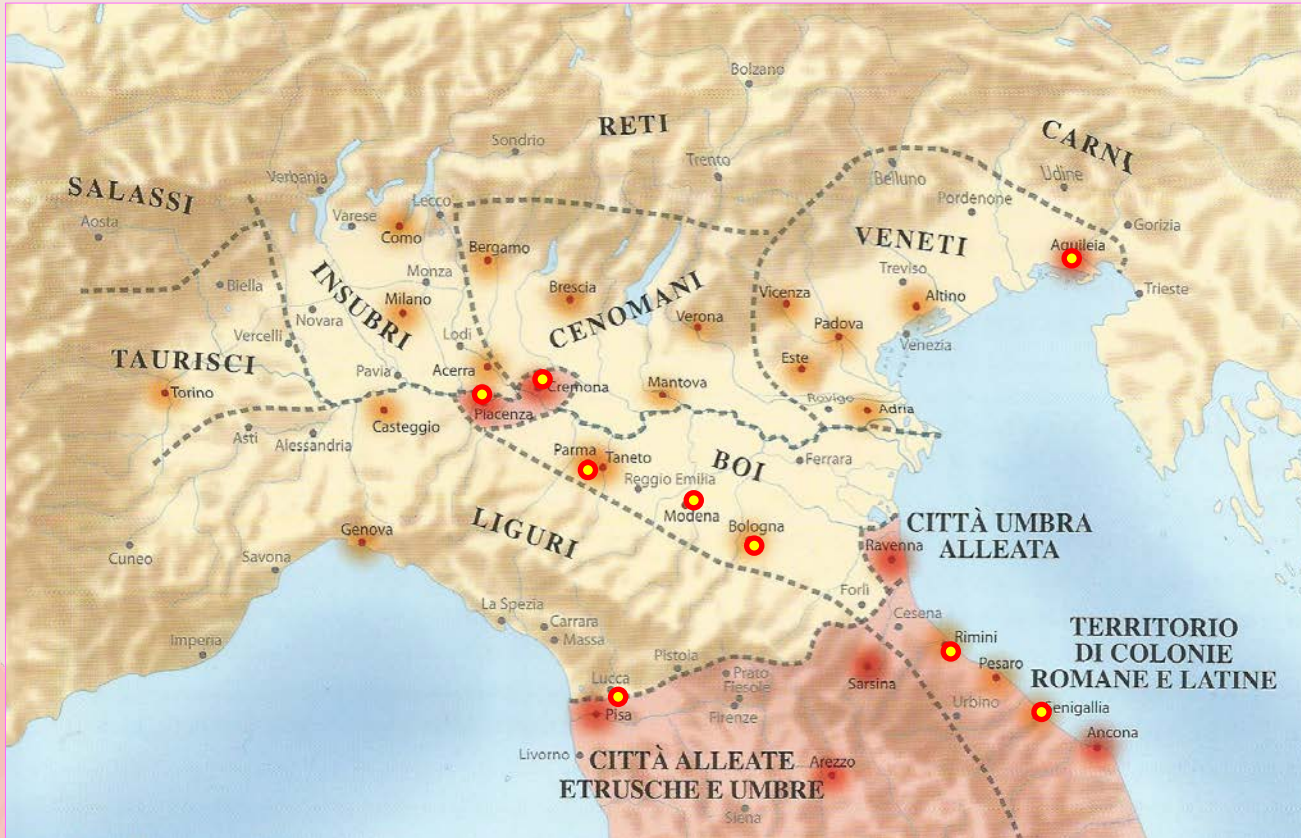 Bolzano
RETI
CARNI
Sondrio
Trento
Belluno
Udine
SALASSI
Verbania
Pordenone
Lecco
Varese
Gorizia
Aosta
Como
Bergamo
VENETI
Aquileia
INSUBRI
Monza
Treviso
Biella
Brescia
Trieste
Milano
CENOMANI
Vicenza
Altino
Novara
Verona
Padova
Vercelli
Lodi
Venezia
TAURISCI
Este
Pavia
Acerra
Cremona
Mantova
Torino
Rovigo
Adria
Piacenza
Casteggio
Asti
Alessandria
Parma
Taneto
BOI
Ferrara
Reggio Emilia
Modena
LIGURI
Genova
Bologna
CITTÀ UMBRA
ALLEATA
Ravenna
Cuneo
Savona
Forlì
La Spezia
Cesena
Carrara
Massa
Imperia
Rimini
TERRITORIO
DI COLONIE
ROMANE E LATINE
Pistoia
Prato
Pesaro
Lucca
Fiesole
Sarsina
Urbino
Senigallia
Pisa
Firenze
Ancona
Livorno
CITTÀ ALLEATE
ETRUSCHE E UMBRE
Arezzo
Siena